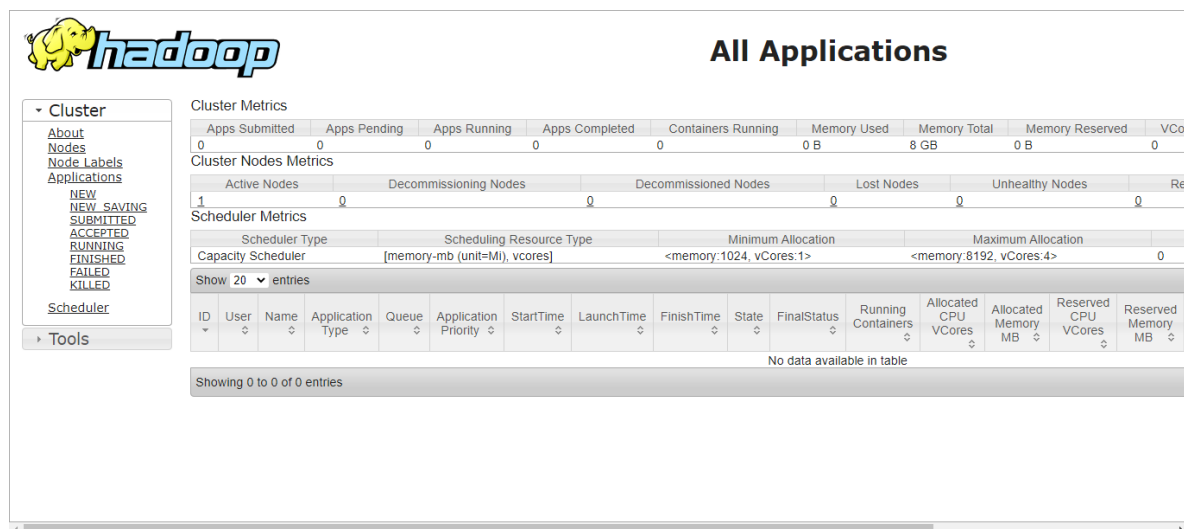 hadoop
All Applications
Cluster
About
Nodes
Node Labels
Applications
NEW
NEW_SAVING
SUBMITTED
ACCEPTED
RUNNING
FINISHED
FAILED
KILLED
Scheduler
Tools
Cluster Metrics
Apps Submitted Apps Pending Apps Running Apps Completed Containers Running Memory Used Memory Total Memory Reserved VCo
0 0 0 0 0 0 B 8 GB 0 B 0
Cluster Nodes Metrics
Active Nodes Decommissioning Nodes Decommissioned Nodes Lost Nodes Unhealthy Nodes Re
1 0 0 0 0 0
Scheduler Metrics
Scheduler Type Scheduling Resource Type Minimum Allocation Maximum Allocation
Capacity Scheduler [memory-mb (unit=Mi), vcores] <memory:1024, vCores:1> <memory:8192, vCores:4> 0
Show 20 entries
ID User Name Application Type Queue Application Priority StartTime LaunchTime FinishTime State FinalStatus Running Containers Allocated CPU VCores Allocated Memory MB Reserved CPU VCores Reserved Memory MB
No data available in table
Showing 0 to 0 of 0 entries